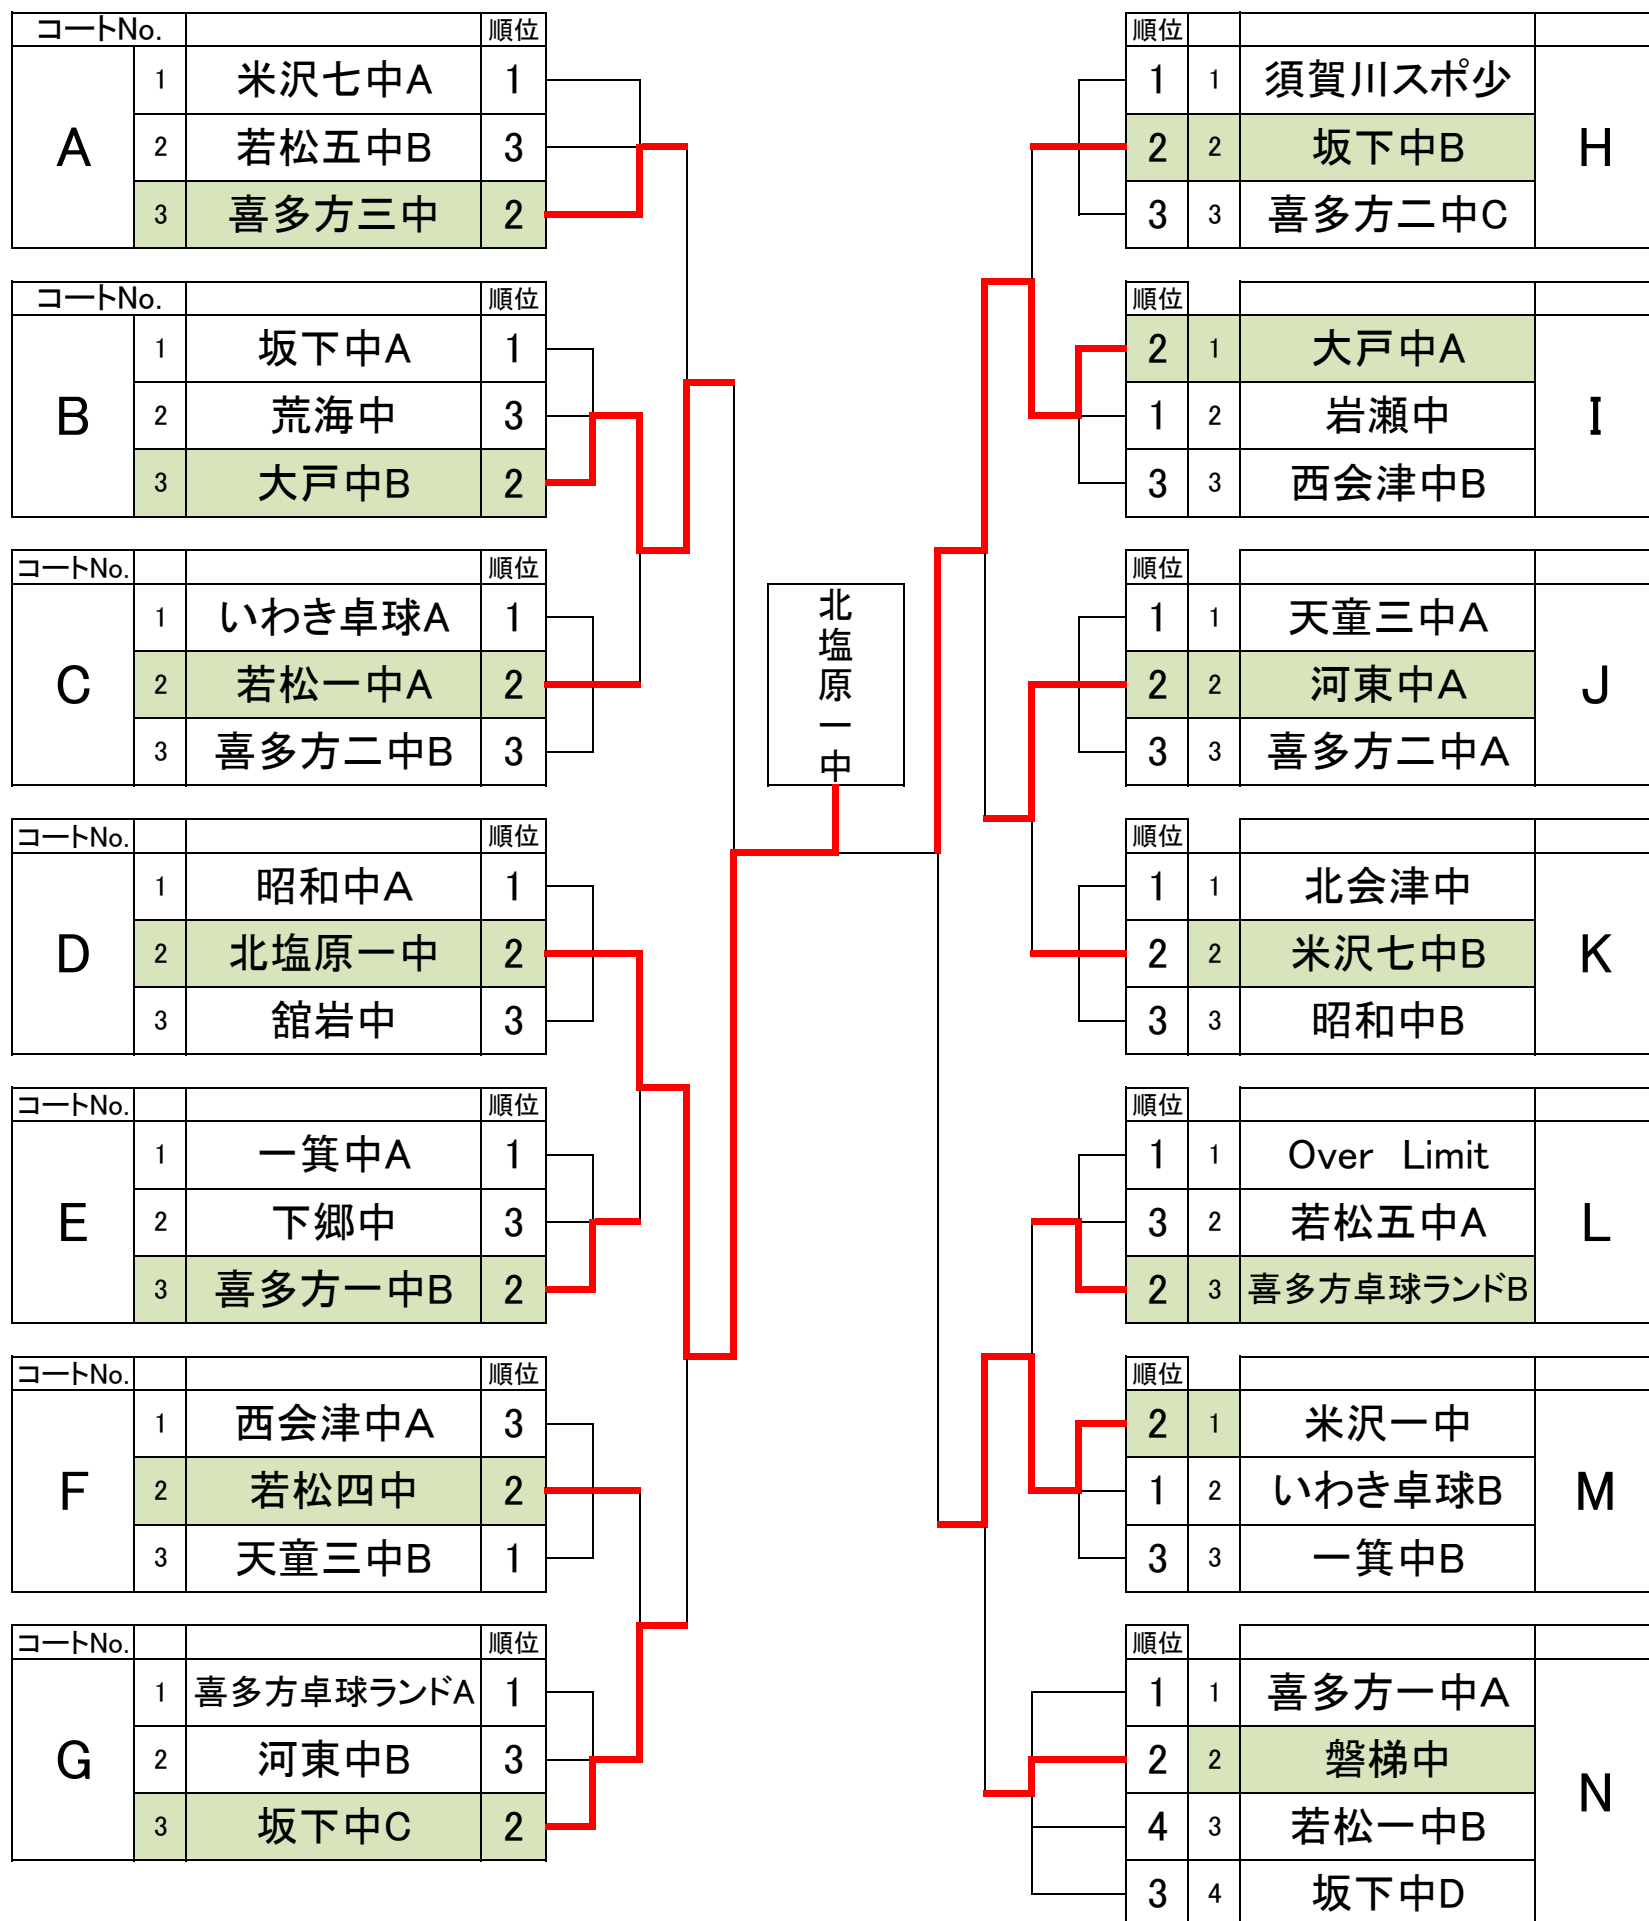 コートNo. 順位
A
1 米沢七中A 1
2 若松五中B 3
3 喜多方三中 2
コートNo. 順位
B
1 坂下中A 1
2 荒海中 3
3 大戸中B 2
コートNo. 順位
C
1 いわき卓球A 1
2 若松一中A 2
3 喜多方二中B 3
コートNo. 順位
D
1 昭和中A 1
2 北塩原一中 2
3 舘岩中 3
コートNo. 順位
E
1 一箕中A 1
2 下郷中 3
3 喜多方一中B 2
コートNo. 順位
F
1 西会津中A 3
2 若松四中 2
3 天童三中B 1
コートNo. 順位
G
1 喜多方卓球ランドA 1
2 河東中B 3
3 坂下中C 2
北塩原一中
順位
1 1 須賀川スポ少
2 2 坂下中B
3 3 喜多方二中C
H
順位
2 1 大戸中A
1 2 岩瀬中
3 3 西会津中B
I
順位
1 1 天童三中A
2 2 河東中A
3 3 喜多方二中A
J
順位
1 1 北会津中
2 2 米沢七中B
3 3 昭和中B
K
順位
1 1 Over Limit
3 2 若松五中A
2 3 喜多方卓球ランドB
L
順位
2 1 米沢一中
1 2 いわき卓球B
3 3 一箕中B
M
順位
1 1 喜多方一中A
2 2 磐梯中
4 3 若松一中B
3 4 坂下中D
N